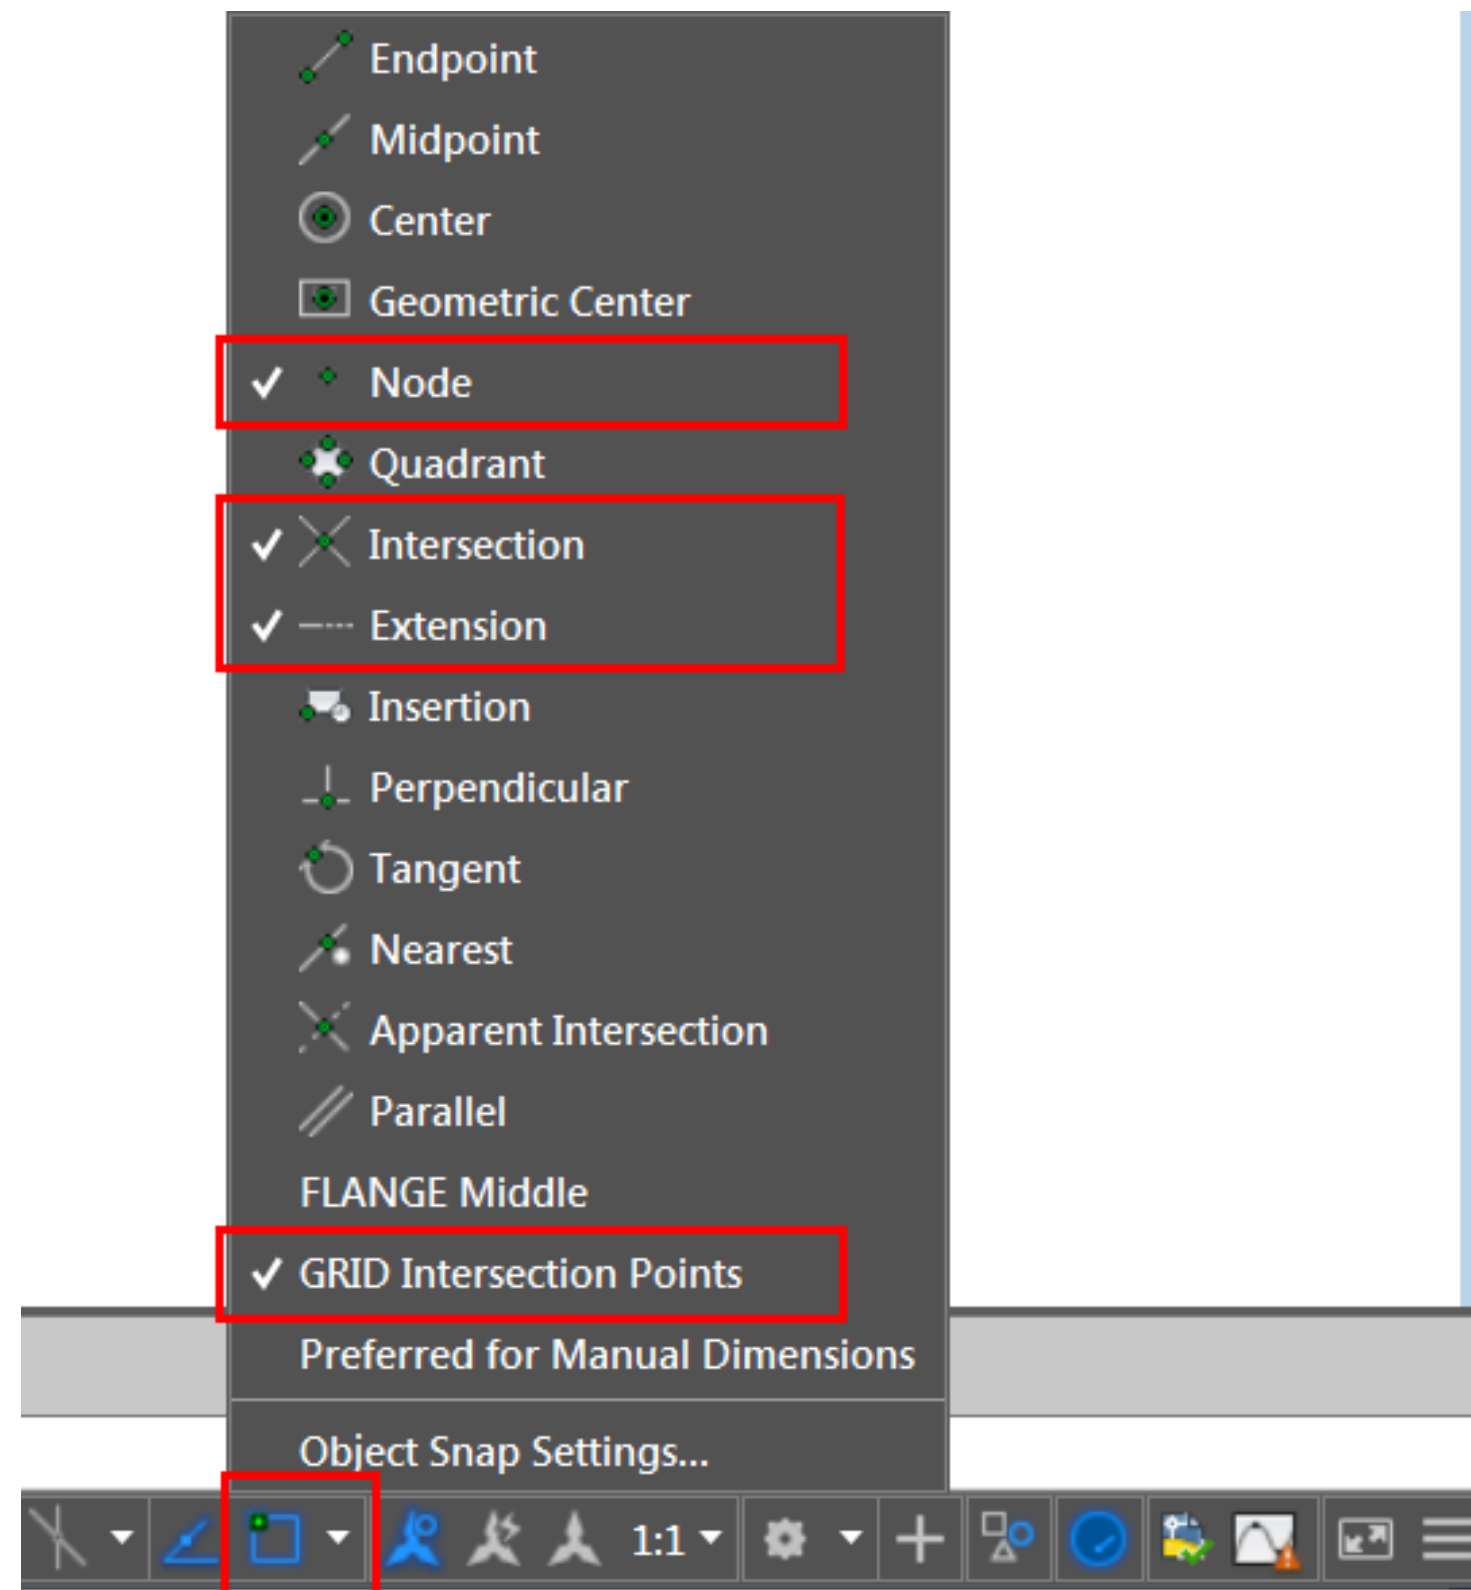 Endpoint
Midpoint
Center
Geometric Center
Node
Quadrant
Intersection
Extension
Insertion
Perpendicular
Tangent
Nearest
Apparent Intersection
Parallel
FLANGE Middle
GRID Intersection Points
Preferred for Manual Dimensions
Object Snap Settings...
1:1